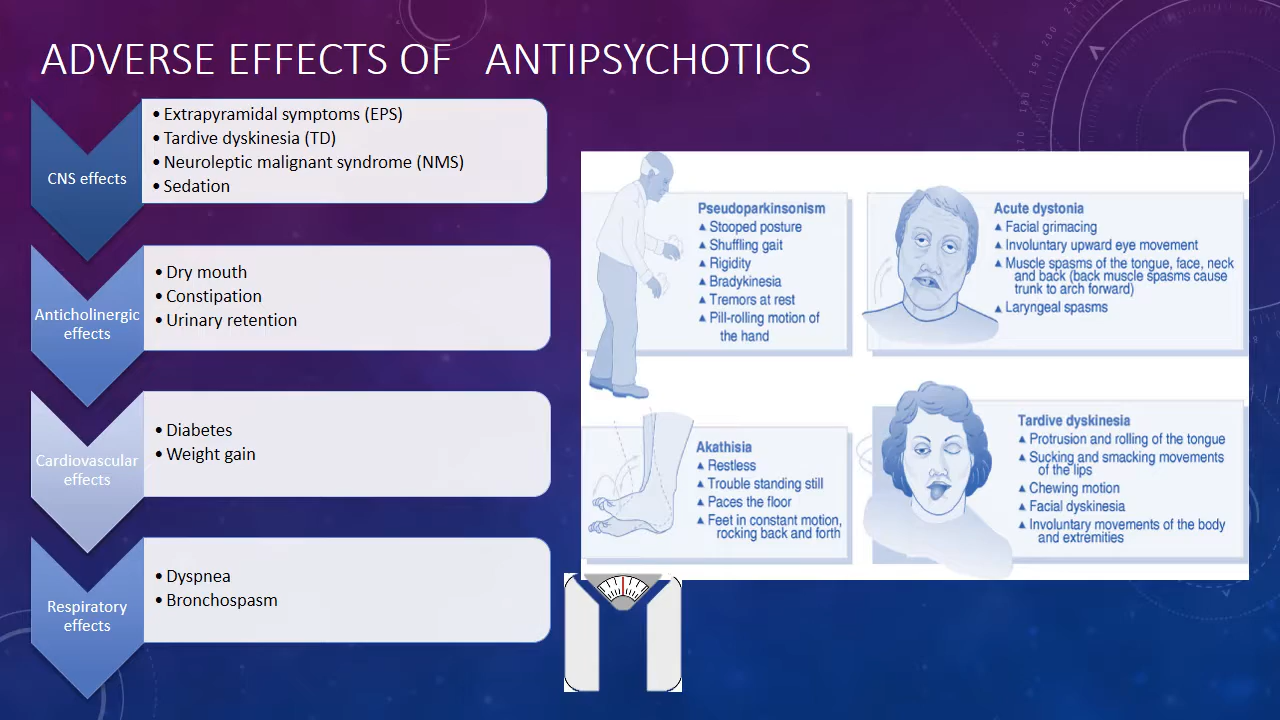 ADVERSE EFFECTS OF ANTIPSYCHOTICS
CNS effects
• Extrapyramidal symptoms (EPS)
• Tardive dyskinesia (TD)
• Neuroleptic malignant syndrome (NMS)
• Sedation
Anticholinergic
effects
• Dry mouth
• Constipation
• Urinary retention
Cardiovascular
effects
• Diabetes
• Weight gain
Respiratory
effects
• Dyspnea
• Bronchospasm
Pseudoparkinsonism
▲ Stooped posture
▲ Shuffling gait
▲ Rigidity
▲ Bradykinesia
▲ Tremors at rest
▲ Pill-rolling motion of
the hand
Acute dystonia
▲ Facial grimacing
▲ Involuntary upward eye movement
▲ Muscle spasms of the tongue, face, neck
and back (back muscle spasms cause
trunk to arch forward)
▲ Laryngeal spasms
Akathisia
▲ Restless
▲ Trouble standing still
▲ Paces the floor
▲ Feet in constant motion,
rocking back and forth
Tardive dyskinesia
▲ Protrusion and rolling of the tongue
▲ Sucking and smacking movements
of the lips
▲ Chewing motion
▲ Facial dyskinesia
▲ Involuntary movements of the body
and extremities